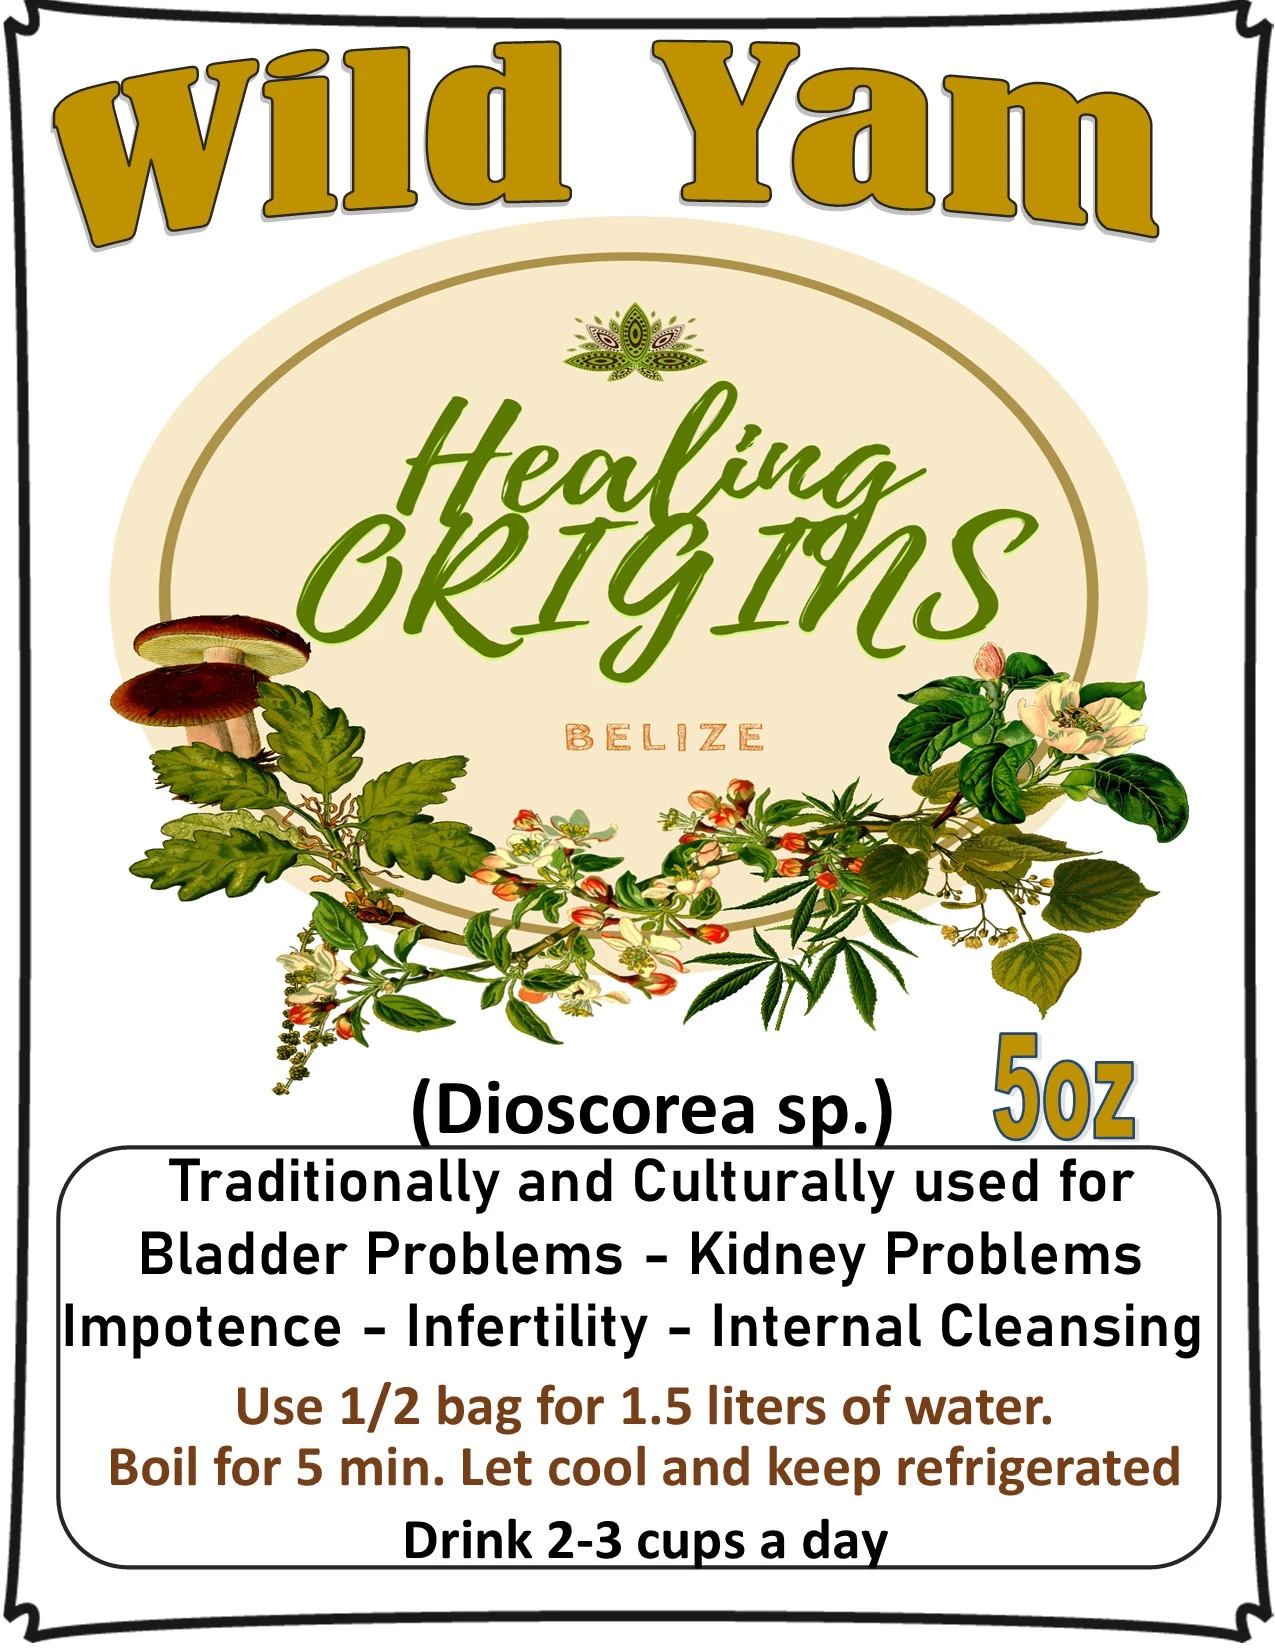 Wild Yam
Healing
ORIGINS
BELIZE
(Dioscorea sp.)
5oz
Traditionally and Culturally used for
Bladder Problems - Kidney Problems
Impotence - Infertility - Internal Cleansing
Use 1/2 bag for 1.5 liters of water.
Boil for 5 min. Let cool and keep refrigerated
Drink 2-3 cups a day